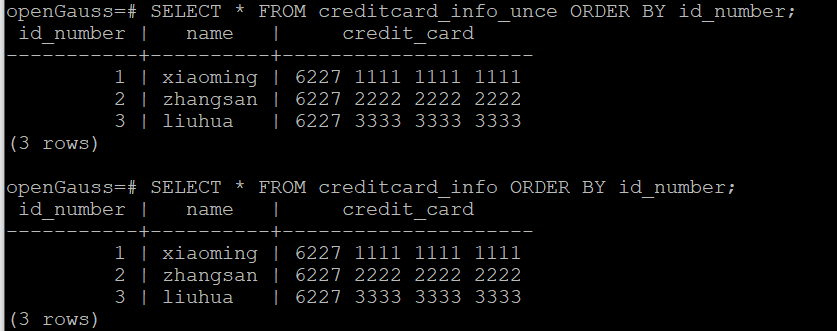 openGauss=# SELECT * FROM creditcard_info_unce ORDER BY id_number;
 id_number |   name   |     credit_card
-----------+----------+---------------------
         1 | xiaoming | 6227 1111 1111 1111
         2 | zhangsan | 6227 2222 2222 2222
         3 | liuhua   | 6227 3333 3333 3333
(3 rows)

openGauss=# SELECT * FROM creditcard_info ORDER BY id_number;
 id_number |   name   |     credit_card
-----------+----------+---------------------
         1 | xiaoming | 6227 1111 1111 1111
         2 | zhangsan | 6227 2222 2222 2222
         3 | liuhua   | 6227 3333 3333 3333
(3 rows)